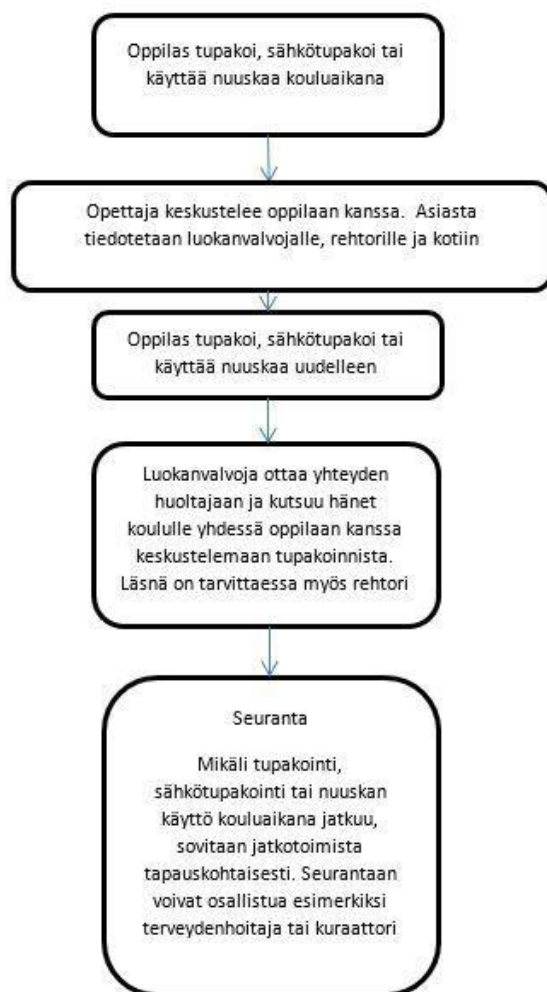 Oppilas tupakoi, sähkötupakoi tai
käyttää nuuskaa kouluaikana
Opettaja keskustelee oppilaan kanssa. Asiasta
tiedotetaan luokanvalvojalle, rehtorille ja kotiin
Oppilas tupakoi, sähkötupakoi tai
käyttää nuuskaa uudelleen
Luokanvalvoja ottaa yhteyden
huoltajaan ja kutsuu hänet
koululle yhdessä oppilaan kanssa
keskustelemaan tupakoinnista.
Läsnä on tarvittaessa myös rehtori
Seuranta
Mikäli tupakointi,
sähkötupakointi tai nuuskan
käyttö kouluaikana jatkuu,
sovitaan jatkotoimista
tapauskohtaisesti. Seurantaan
voivat osallistua esimerkiksi
terveydenhoitaja tai kuraattori